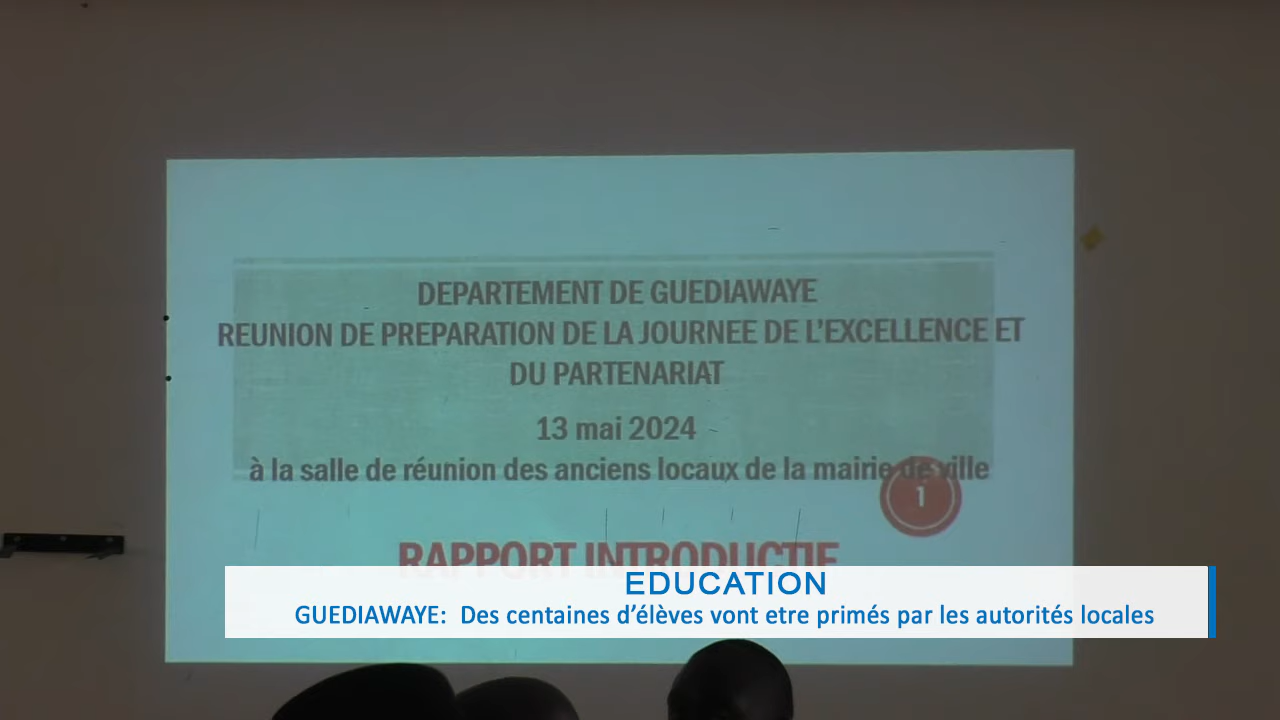 DEPARTEMENT DE GUEDIAWAYE
REUNION DE PREPARATION DE LA JOURNEE DE L'EXCELLENCE ET
DU PARTENARIAT
13 mai 2024
à la salle de réunion des anciens locaux de la mairie de ville
1
RAPPORT INTRODUCTIF
EDUCATION
GUEDIAWAYE: Des centaines d'élèves vont etre primés par les autorités locales